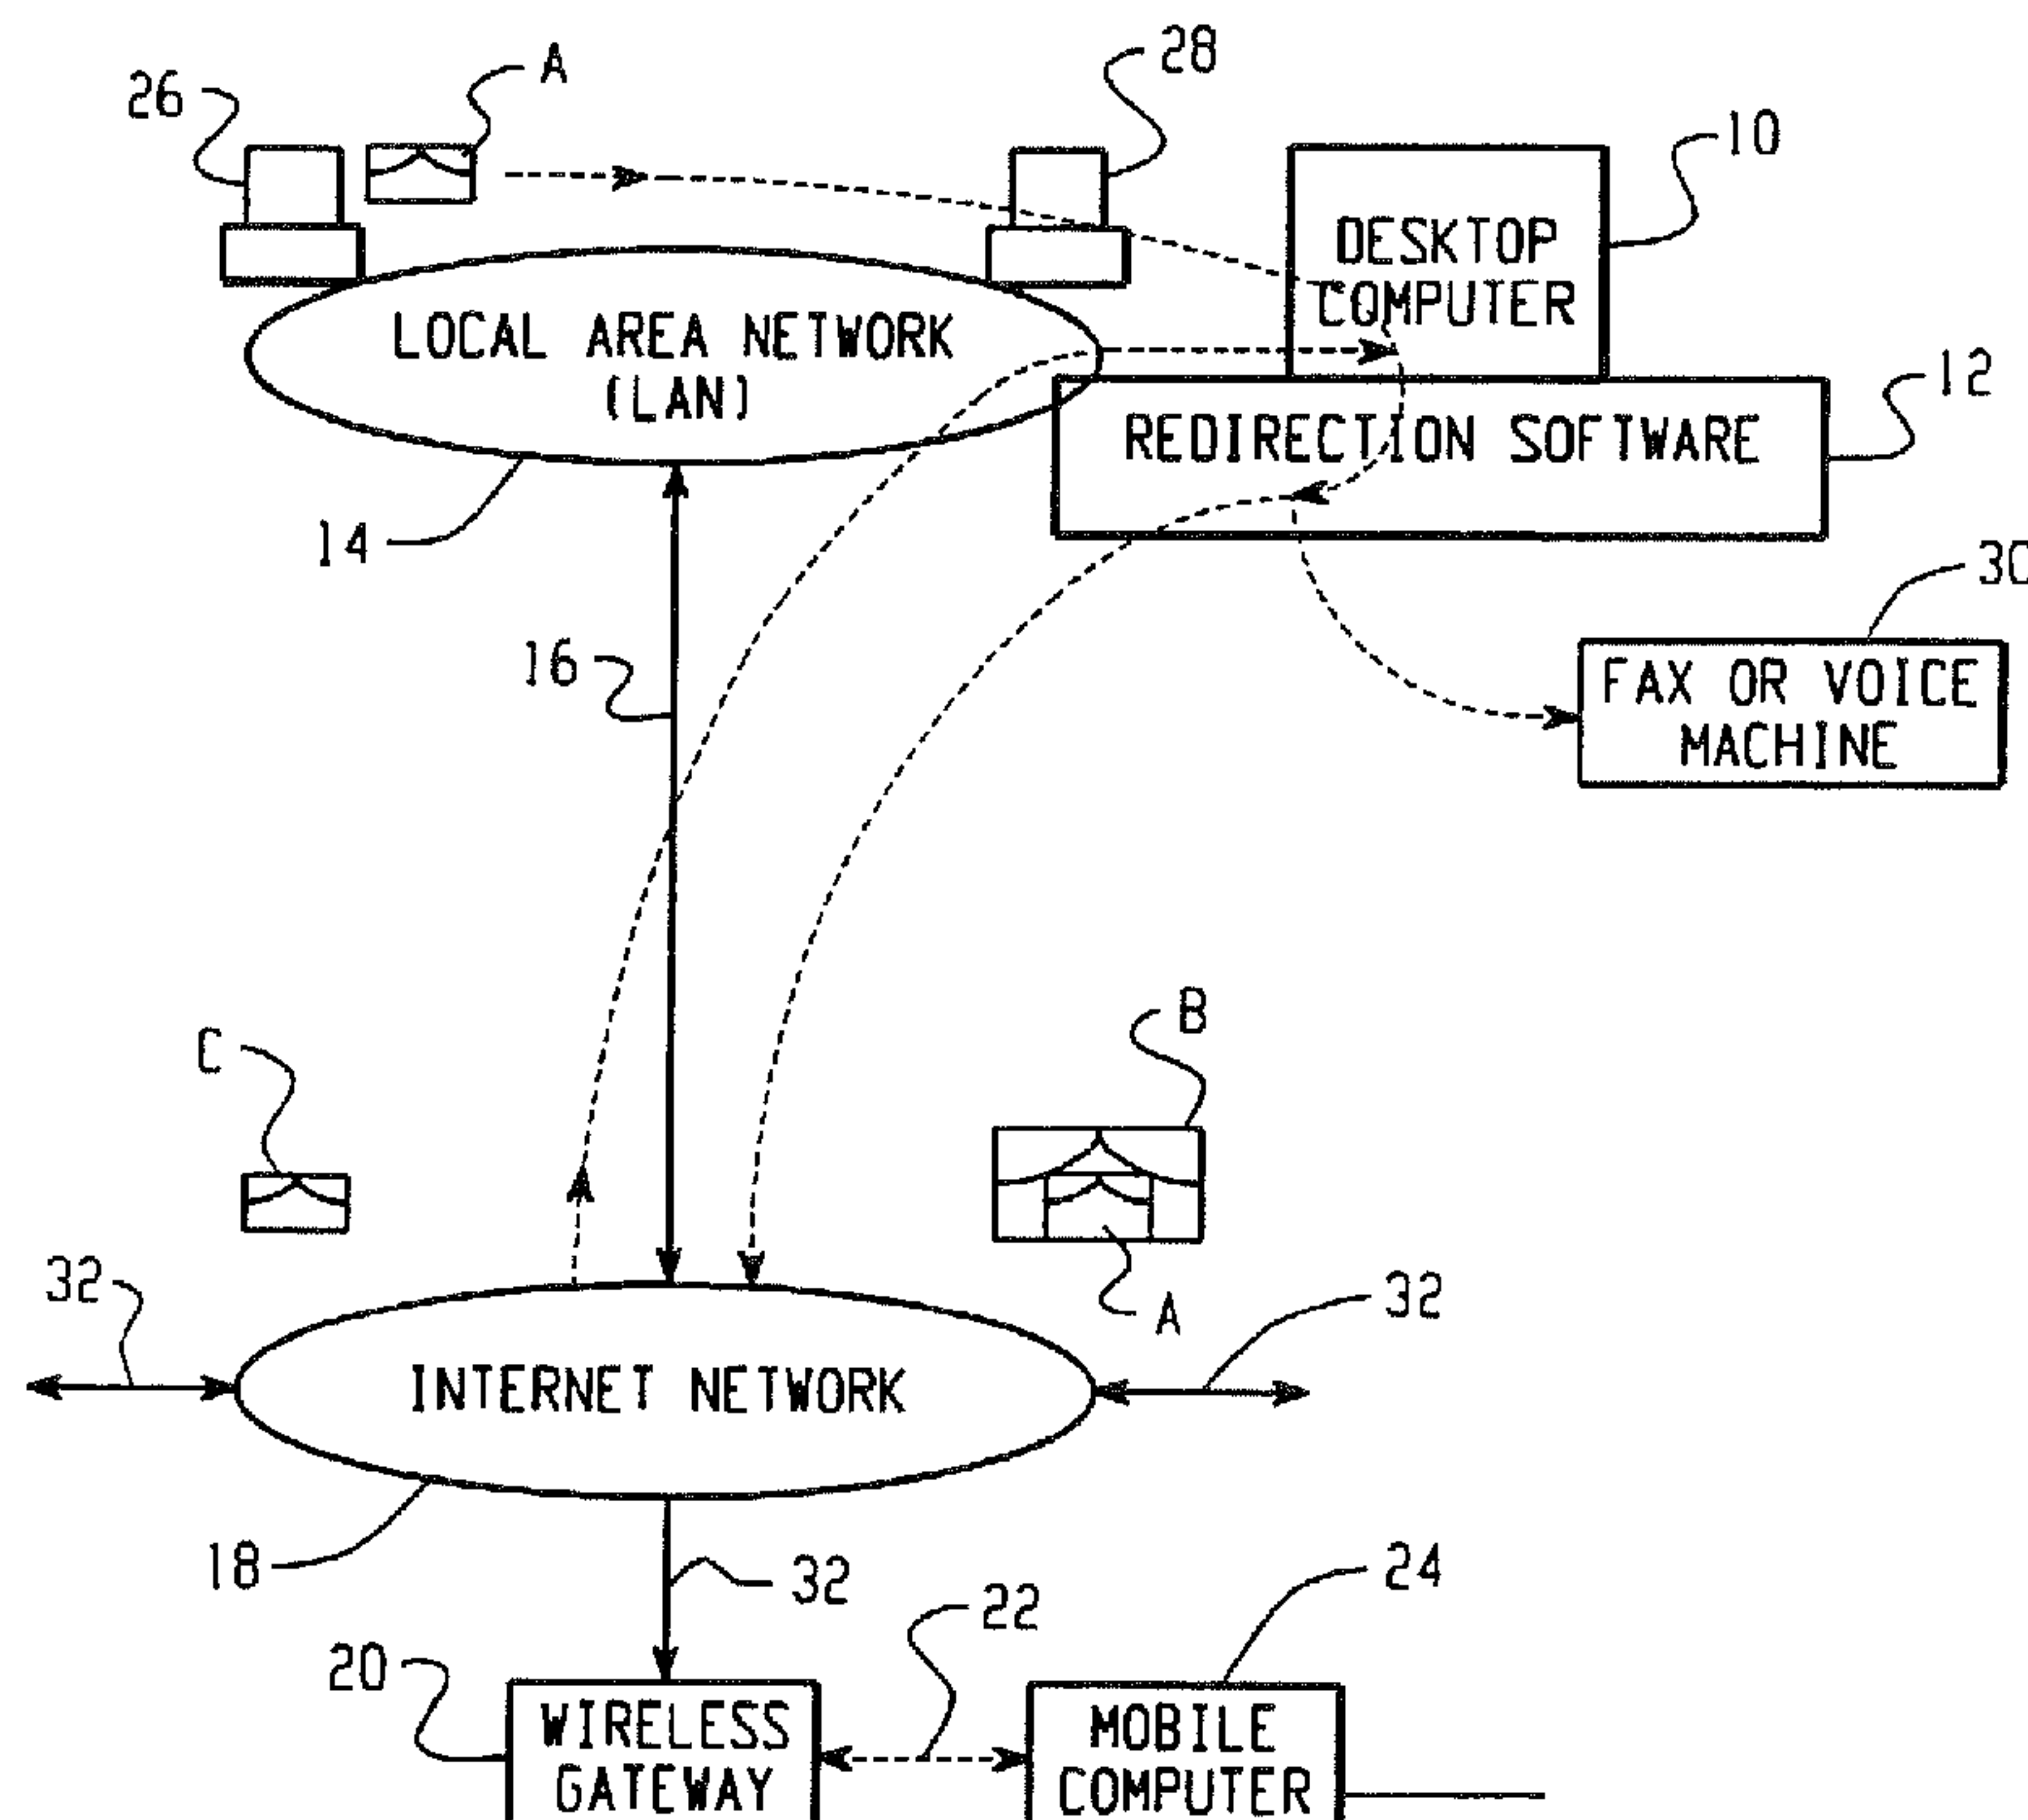 A
28
26
10
DESKTOP
COMPUTER
LOCAL AREA NETWORK
(LAN)
12
REDIRECTION SOFTWARE
14
30
16
FAX OR VOICE
MACHINE
B
C
32
A
32
INTERNET NETWORK
18
32
24
22
20
WIRELESS
GATEWAY
MOBILE
COMPUTER